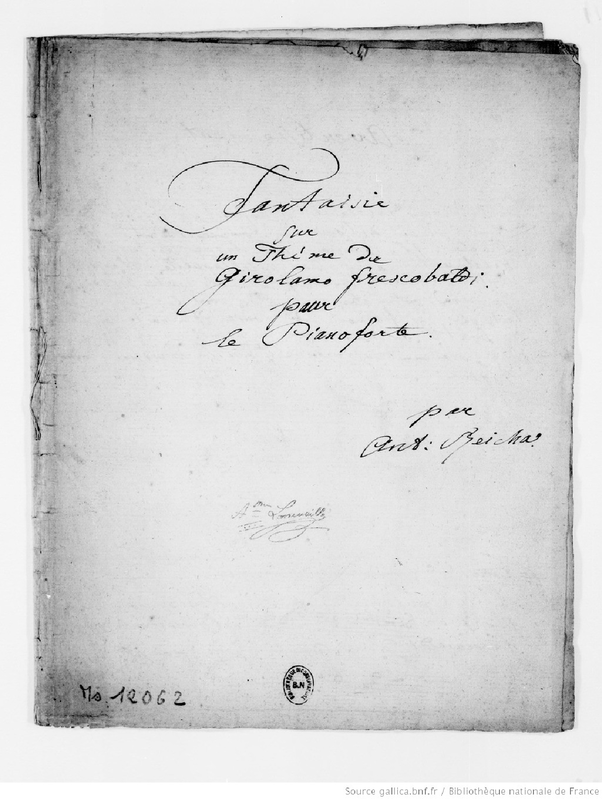 Fantaisie
sur
un Thême de
Girolamo frescobaldi.
pour
le Pianoforte.
par
Ant: Reicha.
Ms. 12062
B.N
Source gallica.bnf.fr / Bibliothèque nationale de France